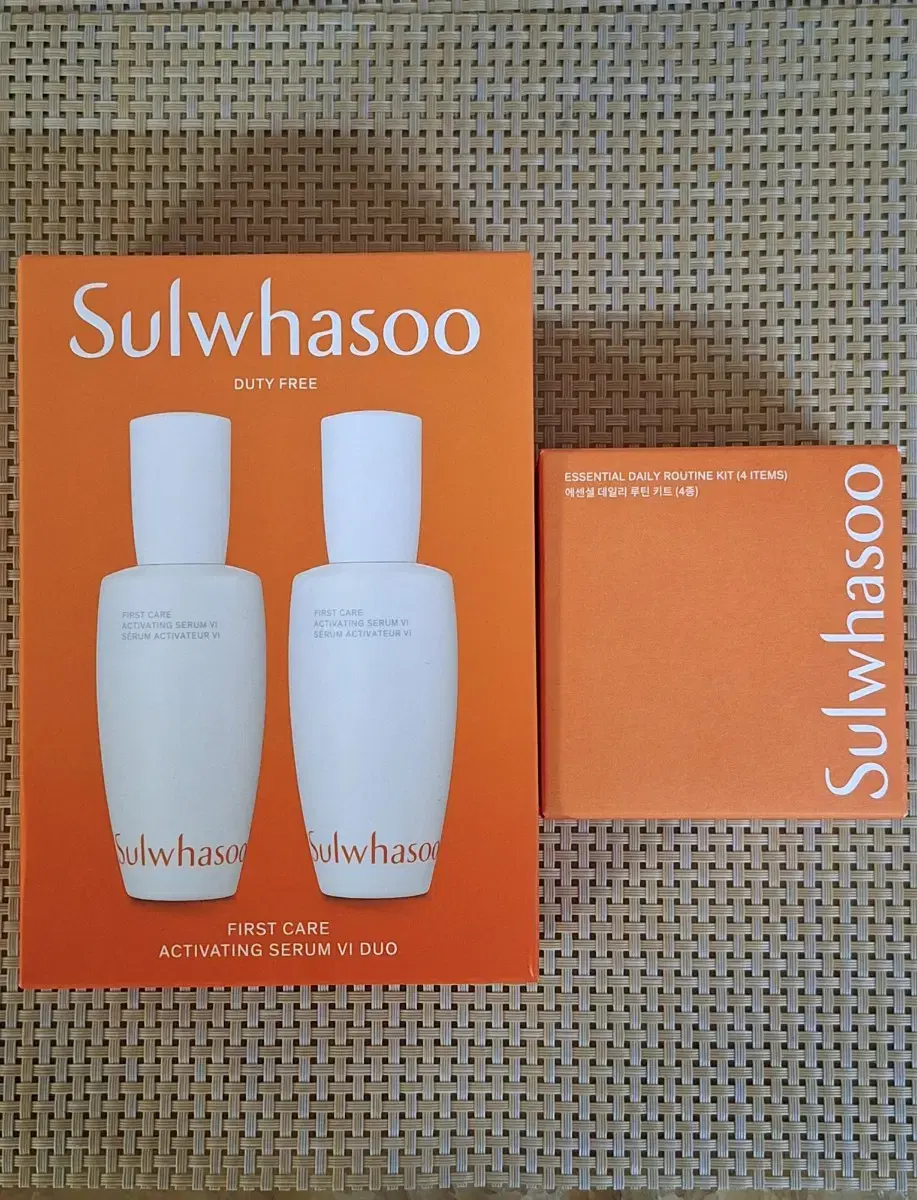 Sulwhasoo
DUTY FREE
FIRST CARE
ACTIVATING SERUM VI
SÉRUM ACTIVATEUR VI
Sulwhasoo
FIRST CARE
ACTIVATING SERUM VI
SÉRUM ACTIVATEUR VI
Sulwhasoo
FIRST CARE
ACTIVATING SERUM VI DUO
ESSENTIAL DAILY ROUTINE KIT (4 ITEMS)
에센셜 데일리 루틴 키트 (4종)
Sulwhasoo